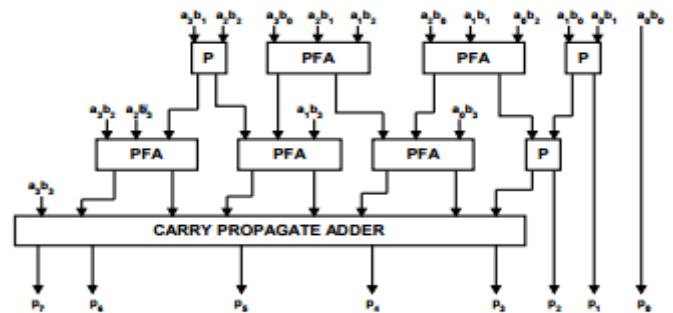 a₃b₁ a₂b₂ a₃b₀ a₂b₁ a₁b₂ a₂b₀ a₁b₁ a₀b₂ a₁b₀ a₀b₁ a₀b₀
P PFA PFA P
a₃b₂ a₂b₃ a₁b₃ a₀b₃
PFA PFA PFA P
a₃b₃
CARRY PROPAGATE ADDER
p₇ p₆ p₅ p₄ p₃ p₂ p₁ p₀